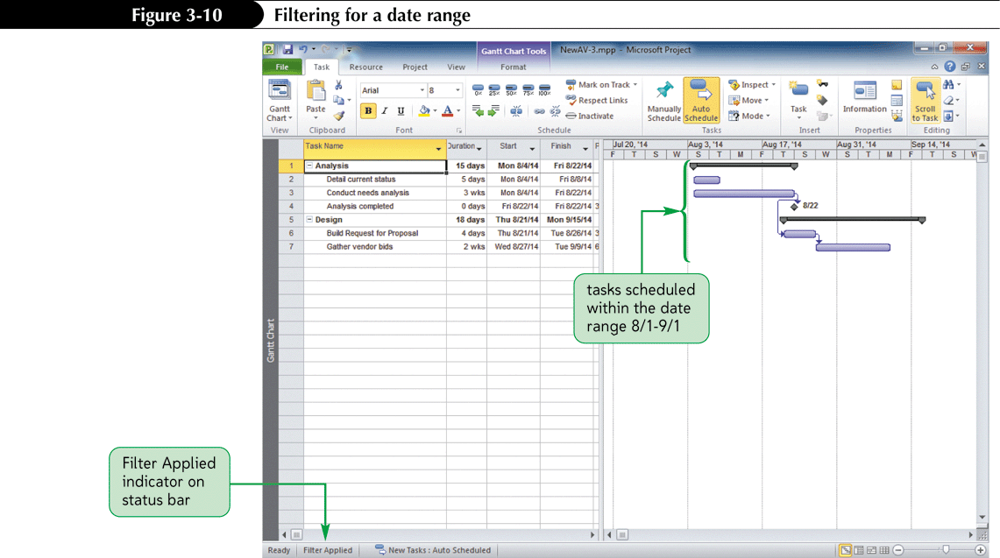 Figure 3-10 Filtering for a date range
Gantt Chart Tools NewAV-3.mpp - Microsoft Project
File Task Resource Project View Format
Gantt Chart
View
Paste
Clipboard
Arial 8
B I U A
Font
0% 25% 50% 75% 100%
Mark on Track
Respect Links
Inactivate
Schedule
Manually Schedule
Auto Schedule
Inspect
Move
Mode
Tasks
Task
Insert
Information
Properties
Scroll to Task
Editing
Task Name Duration Start Finish P
Jul 20, '14 Aug 3, '14 Aug 17, '14 Aug 31, '14 Sep 14, '14
F T S W S T M F T S W S T M F T S W
1 Analysis 15 days Mon 8/4/14 Fri 8/22/14
2 Detail current status 5 days Mon 8/4/14 Fri 8/8/14
3 Conduct needs analysis 3 wks Mon 8/4/14 Fri 8/22/14
4 Analysis completed 0 days Fri 8/22/14 Fri 8/22/14 3
5 Design 18 days Thu 8/21/14 Mon 9/15/14
6 Build Request for Proposal 4 days Thu 8/21/14 Tue 8/26/14 3
7 Gather vendor bids 2 wks Wed 8/27/14 Tue 9/9/14 6
8/22
tasks scheduled
within the date
range 8/1-9/1
Gantt Chart
Filter Applied
indicator on
status bar
Ready Filter Applied New Tasks : Auto Scheduled